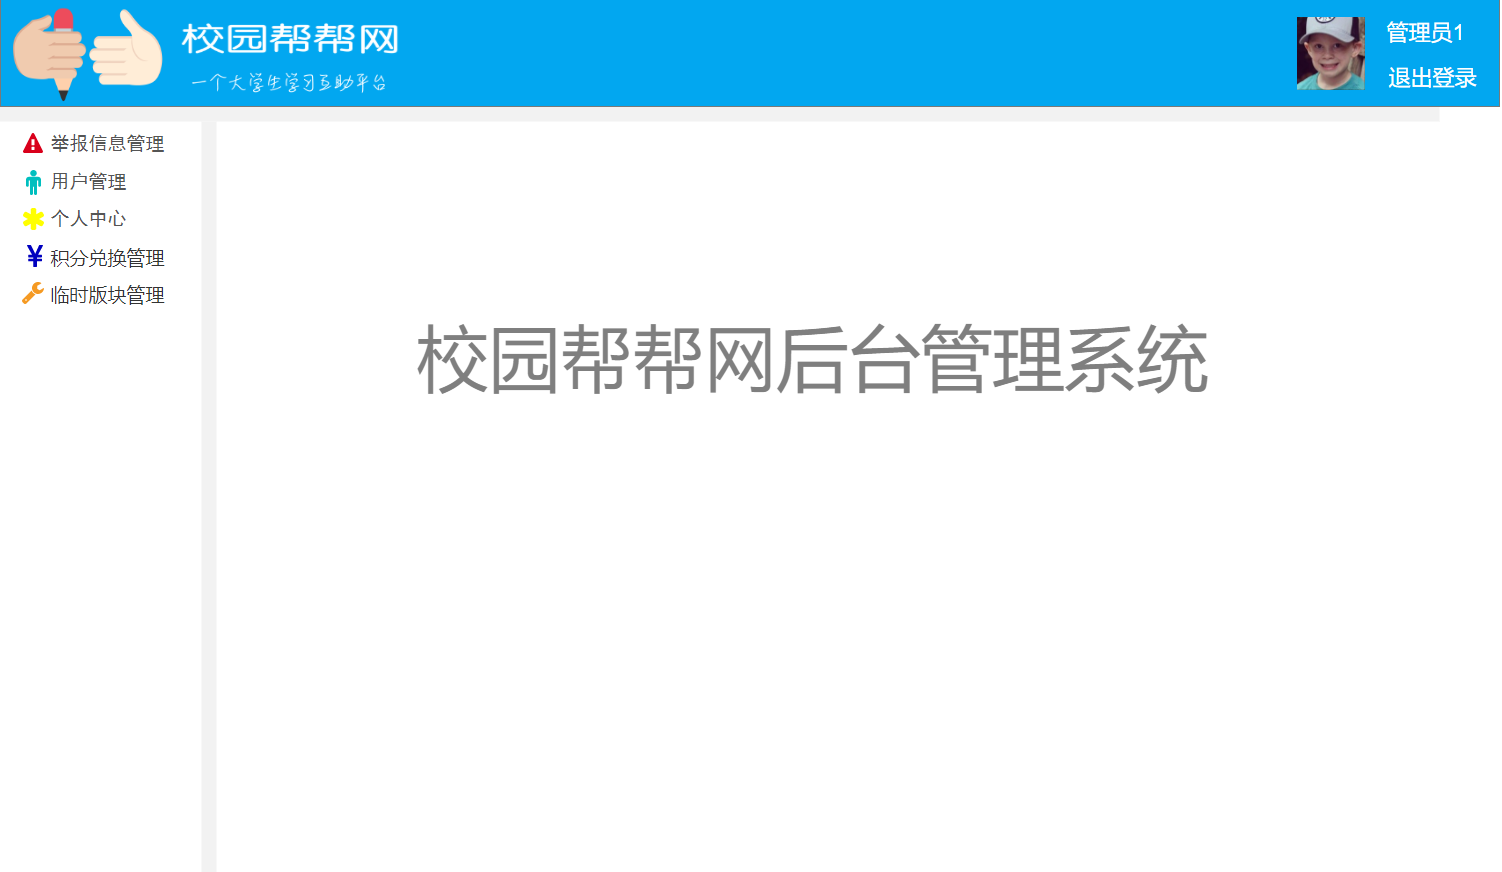 校园帮帮网
一个大学生学习互助平台
管理员1
退出登录
举报信息管理
用户管理
个人中心
积分兑换管理
临时版块管理
校园帮帮网后台管理系统